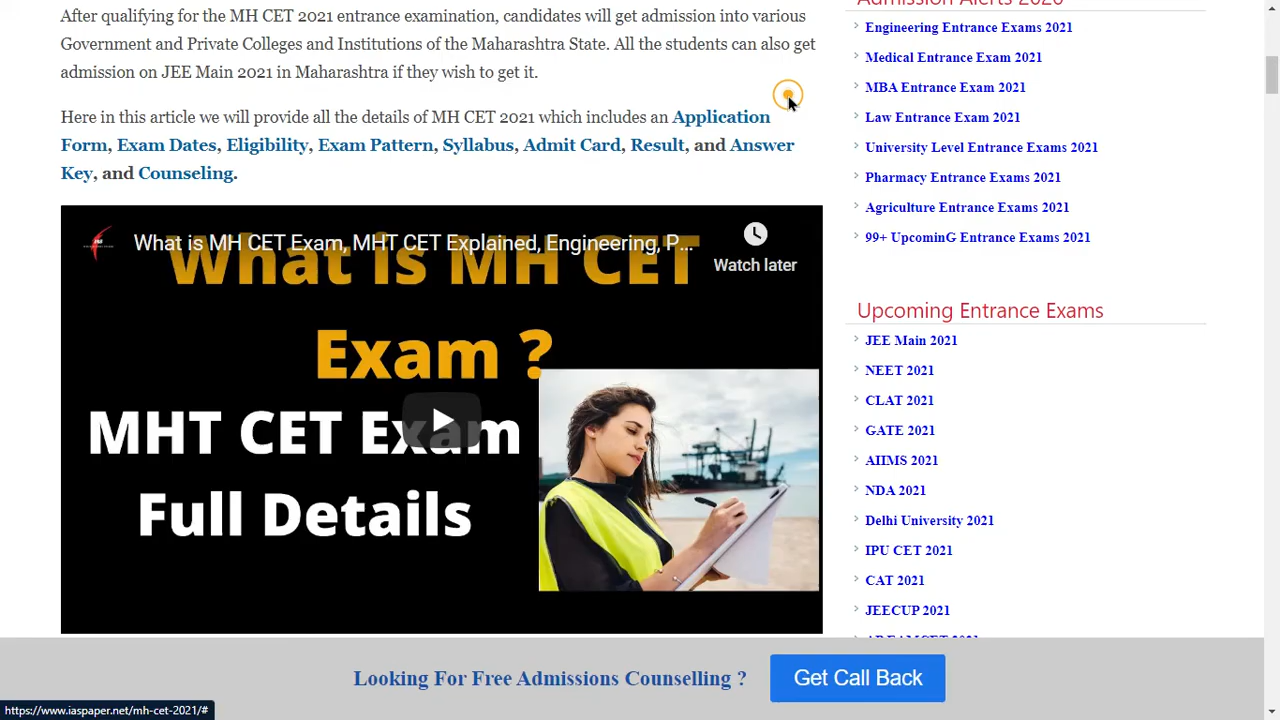 After qualifying for the MH CET 2021 entrance examination, candidates will get admission into various
Government and Private Colleges and Institutions of the Maharashtra State. All the students can also get
admission on JEE Main 2021 in Maharashtra if they wish to get it.
Here in this article we will provide all the details of MH CET 2021 which includes an Application
Form, Exam Dates, Eligibility, Exam Pattern, Syllabus, Admit Card, Result, and Answer
Key, and Counseling.
What is MH CET Exam, MHT CET Explained, Engineering, P...
Watch later
What is MH CET
Exam ?
MHT CET Exam
Full Details
Admission Alerts 2020
Engineering Entrance Exams 2021
Medical Entrance Exam 2021
MBA Entrance Exam 2021
Law Entrance Exam 2021
University Level Entrance Exams 2021
Pharmacy Entrance Exams 2021
Agriculture Entrance Exams 2021
99+ UpcominG Entrance Exams 2021
Upcoming Entrance Exams
JEE Main 2021
NEET 2021
CLAT 2021
GATE 2021
AIIMS 2021
NDA 2021
Delhi University 2021
IPU CET 2021
CAT 2021
JEECUP 2021
Looking For Free Admissions Counselling ?
Get Call Back
https://www.iaspaper.net/mh-cet-2021/#